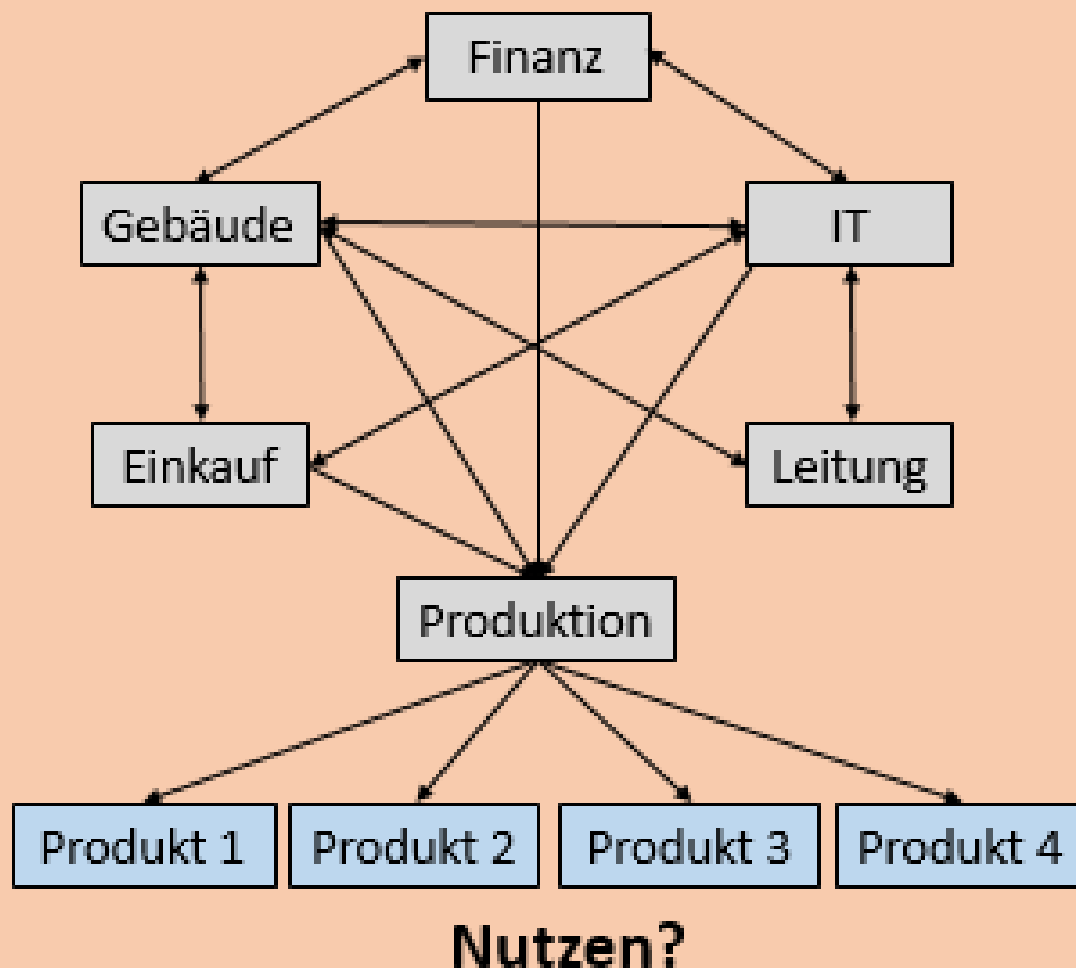 Finanz
Gebäude
IT
Einkauf
Leitung
Produktion
Produkt 1
Produkt 2
Produkt 3
Produkt 4
Nutzen?